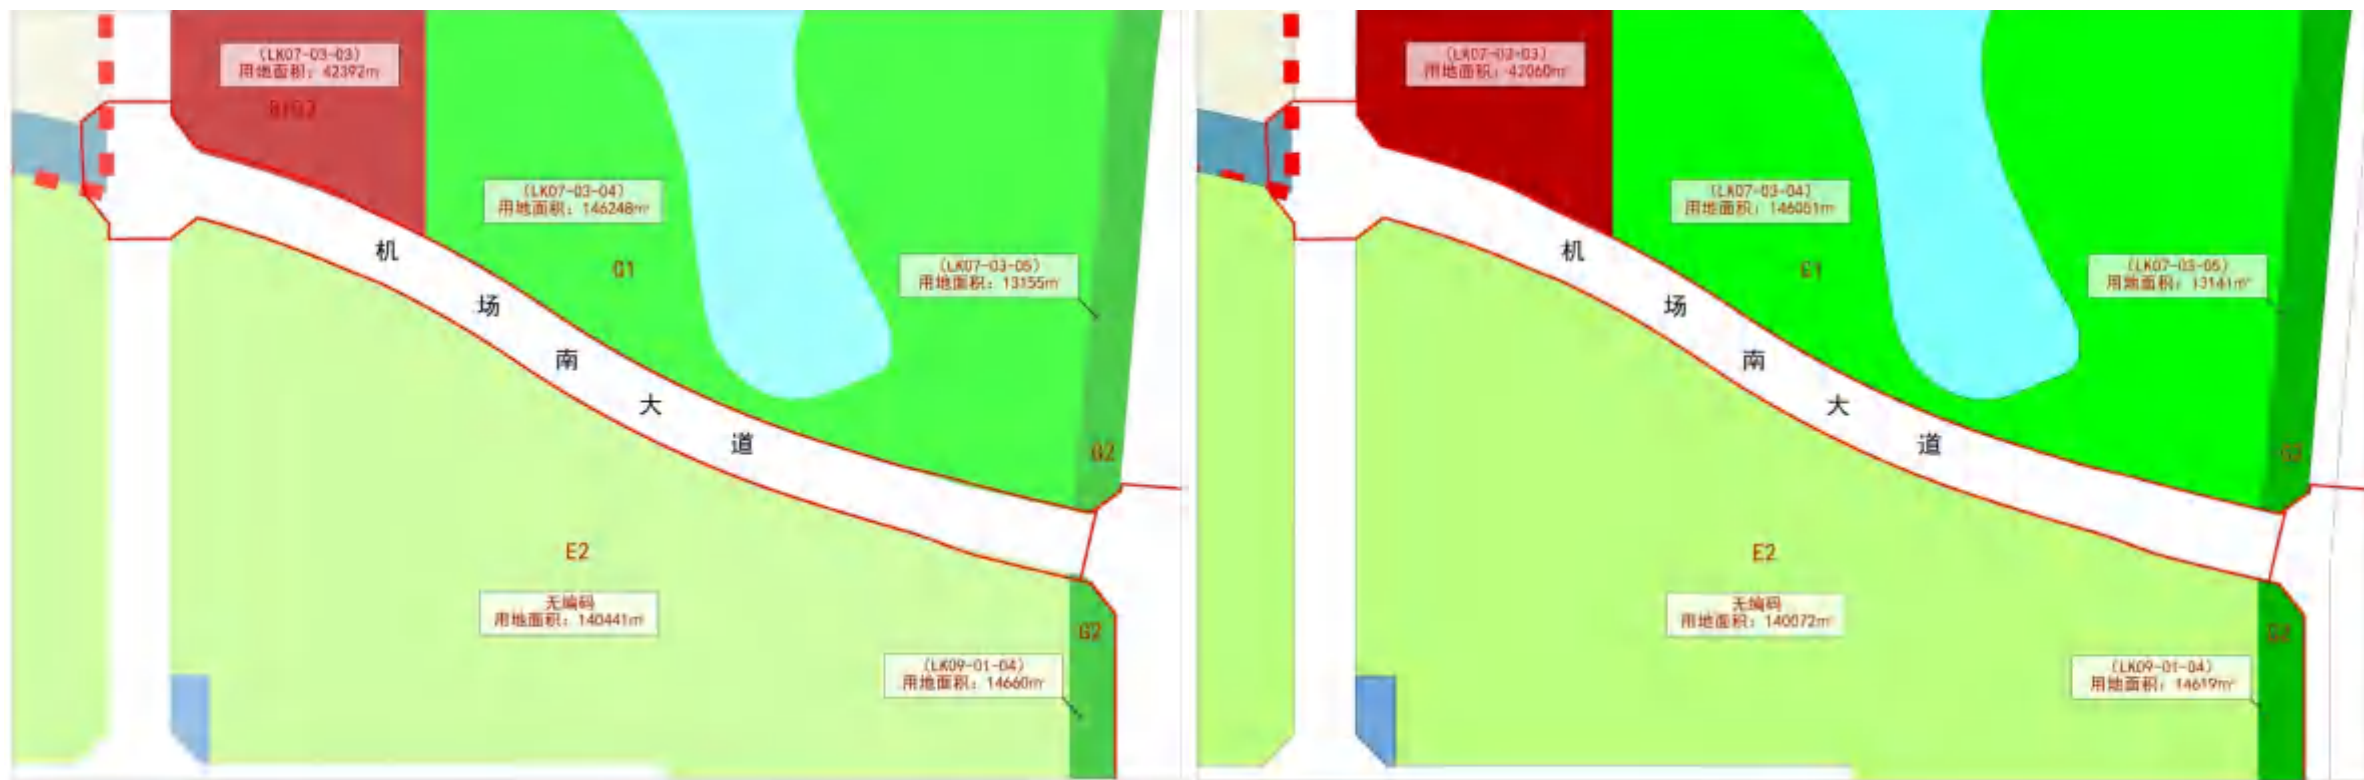 (LK07-03-03)
用地面积：42392㎡
(LK07-03-04)
用地面积：146248㎡
G1
(LK07-03-05)
用地面积：13155㎡
机
场
南
大
道
G2
E2
无编码
用地面积：140441㎡
G2
(LK09-01-04)
用地面积：14660㎡
(LK07-03-03)
用地面积：42060㎡
(LK07-03-04)
用地面积：146051㎡
(LK07-03-05)
用地面积：13141㎡
机
场
南
大
道
G2
E2
无编码
用地面积：140072㎡
G2
(LK09-01-04)
用地面积：14619㎡